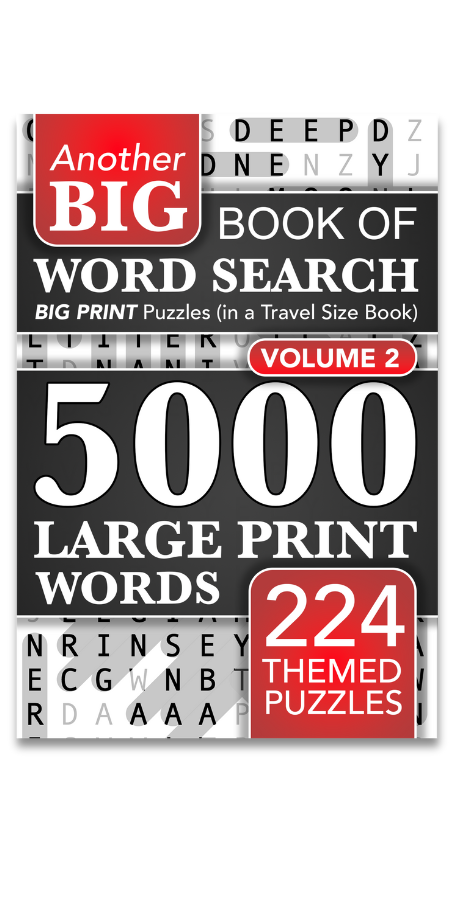 S D E E P D Z
D N E N Z Y J
Another
BIG
BOOK OF
WORD SEARCH
BIG PRINT Puzzles (in a Travel Size Book)
VOLUME 2
5000
LARGE PRINT
WORDS
224
THEMED
PUZZLES
N R I N S E Y
E C G W N B T
R D A A A A P